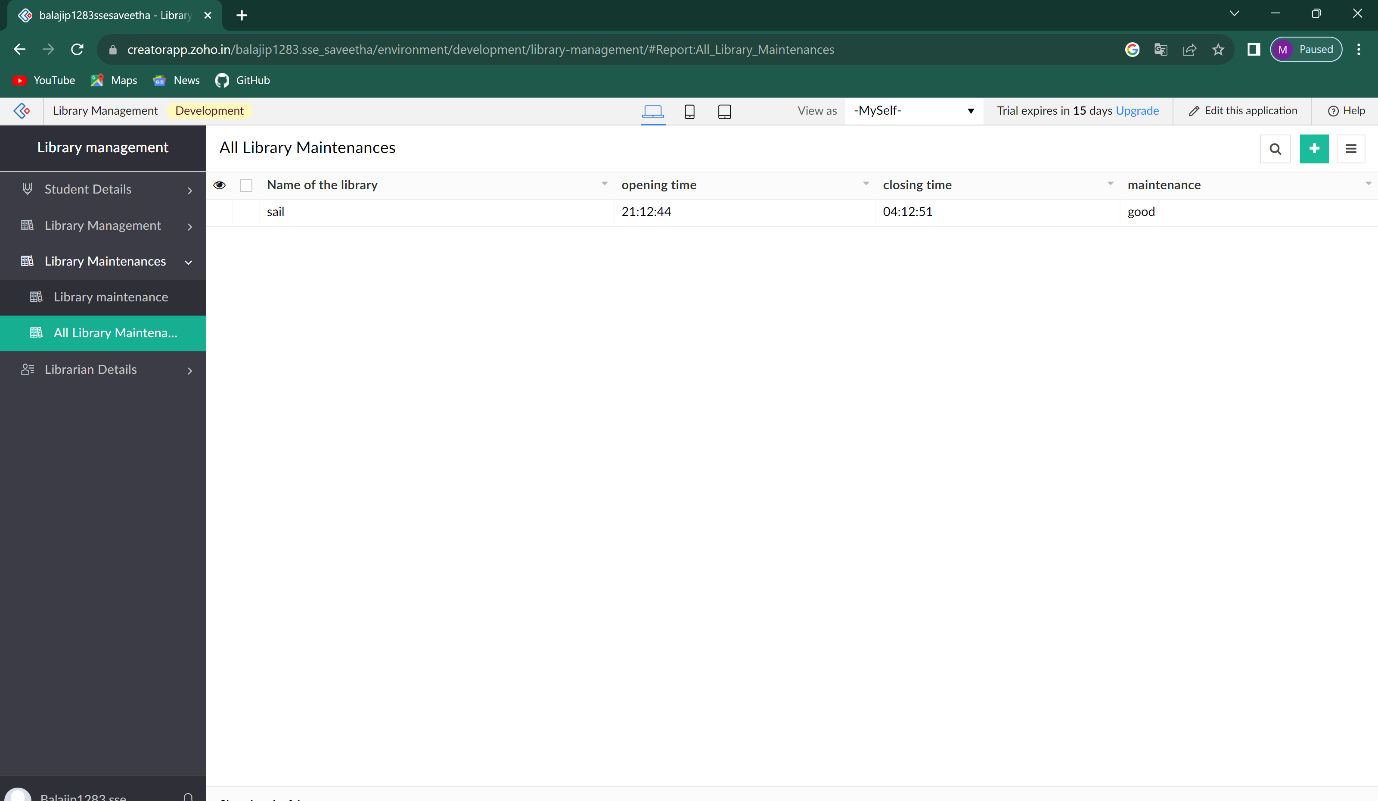 balajip1283ssesaveetha - Library
creatorapp.zoho.in/balajip1283.sse_saveetha/environment/development/library-management/#Report:All_Library_Maintenances
M Paused
YouTube Maps News GitHub
Library Management Development View as -MySelf- Trial expires in 15 days Upgrade Edit this application Help
Library management
All Library Maintenances
Student Details
Library Management
Library Maintenances
Library maintenance
All Library Maintena...
Librarian Details
Name of the library opening time closing time maintenance
sail 21:12:44 04:12:51 good
Balajip1283.sse